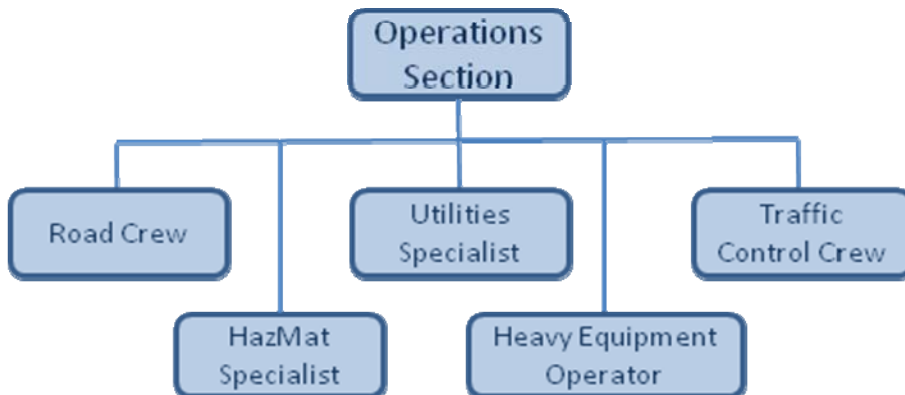 Operations
Section
Road Crew
Utilities
Specialist
Traffic
Control Crew
HazMat
Specialist
Heavy Equipment
Operator